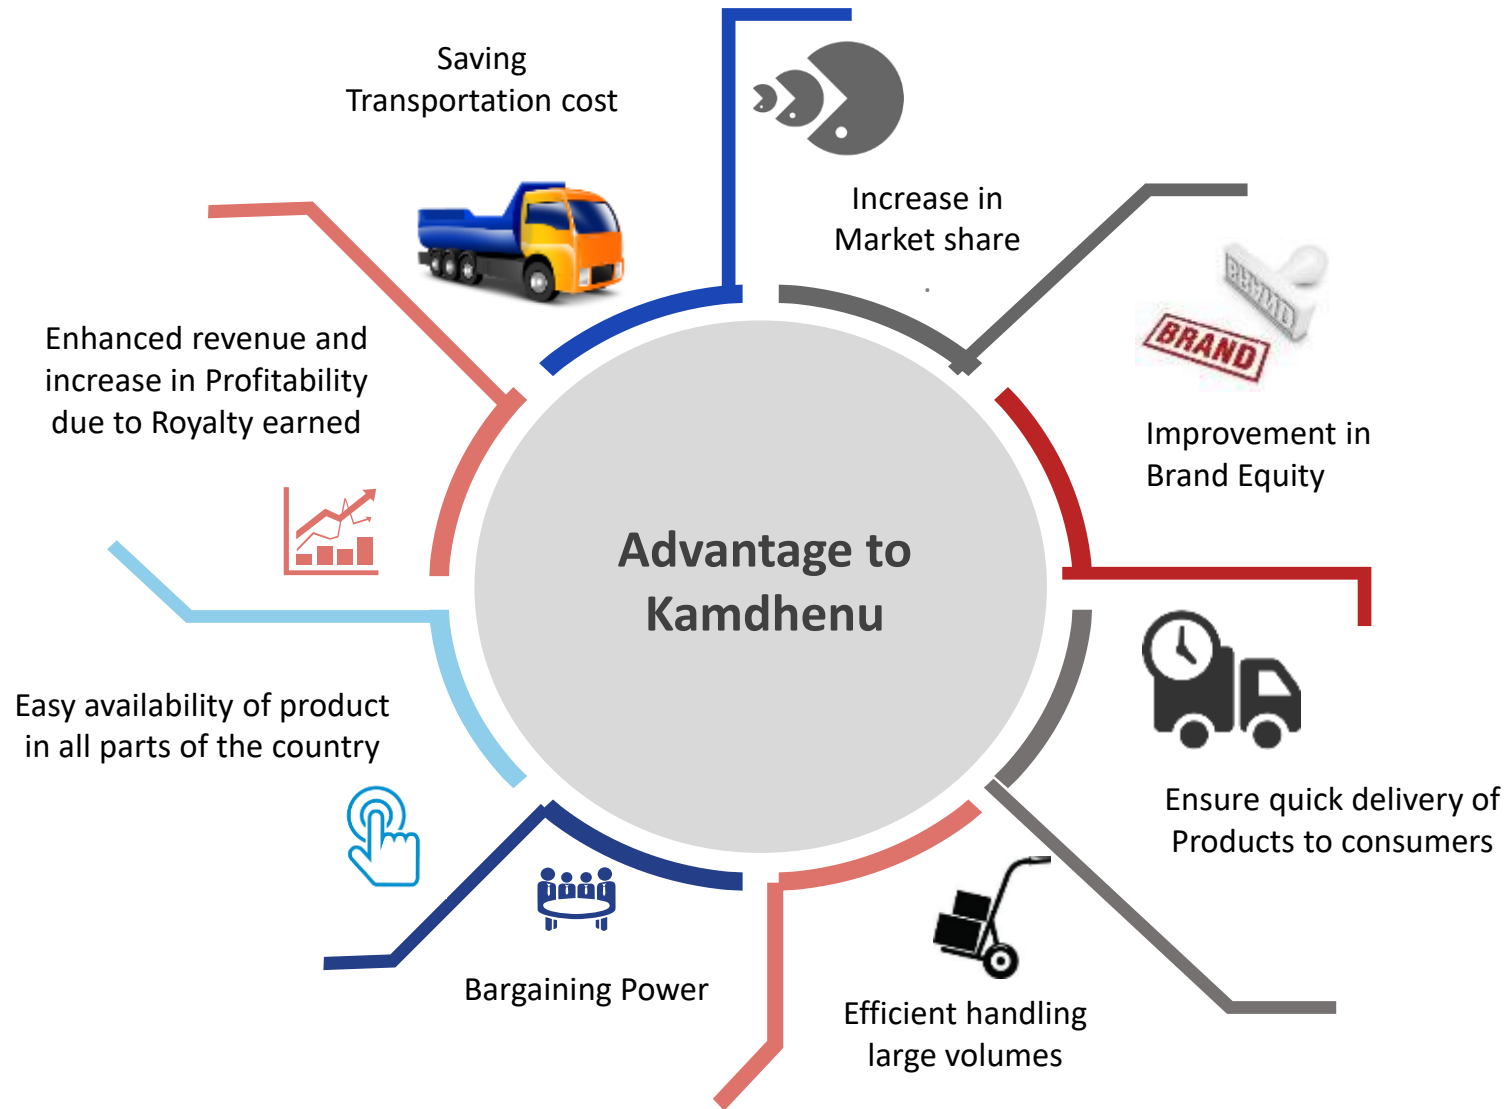 Saving
Transportation cost
Increase in
Market share
.
BRAND
BRAND
Improvement in
Brand Equity
Enhanced revenue and
increase in Profitability
due to Royalty earned
Advantage to
Kamdhenu
Easy availability of product
in all parts of the country
Ensure quick delivery of
Products to consumers
Bargaining Power
Efficient handling
large volumes